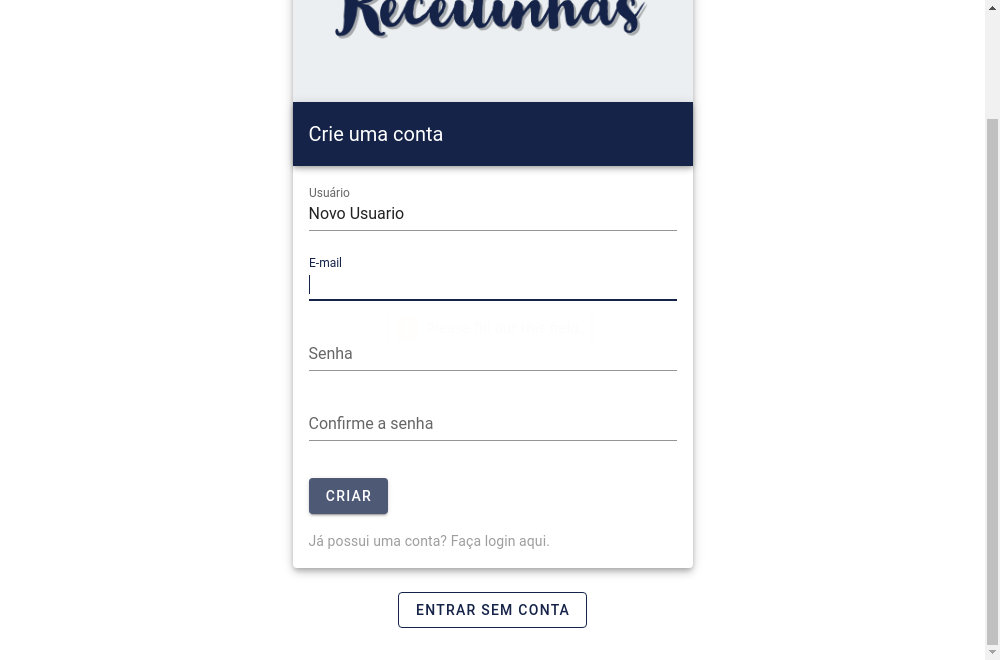 Receitinhas
Crie uma conta
Usuário
Novo Usuario
E-mail
Senha
Confirme a senha
CRIAR
Já possui uma conta? Faça login aqui.
ENTRAR SEM CONTA